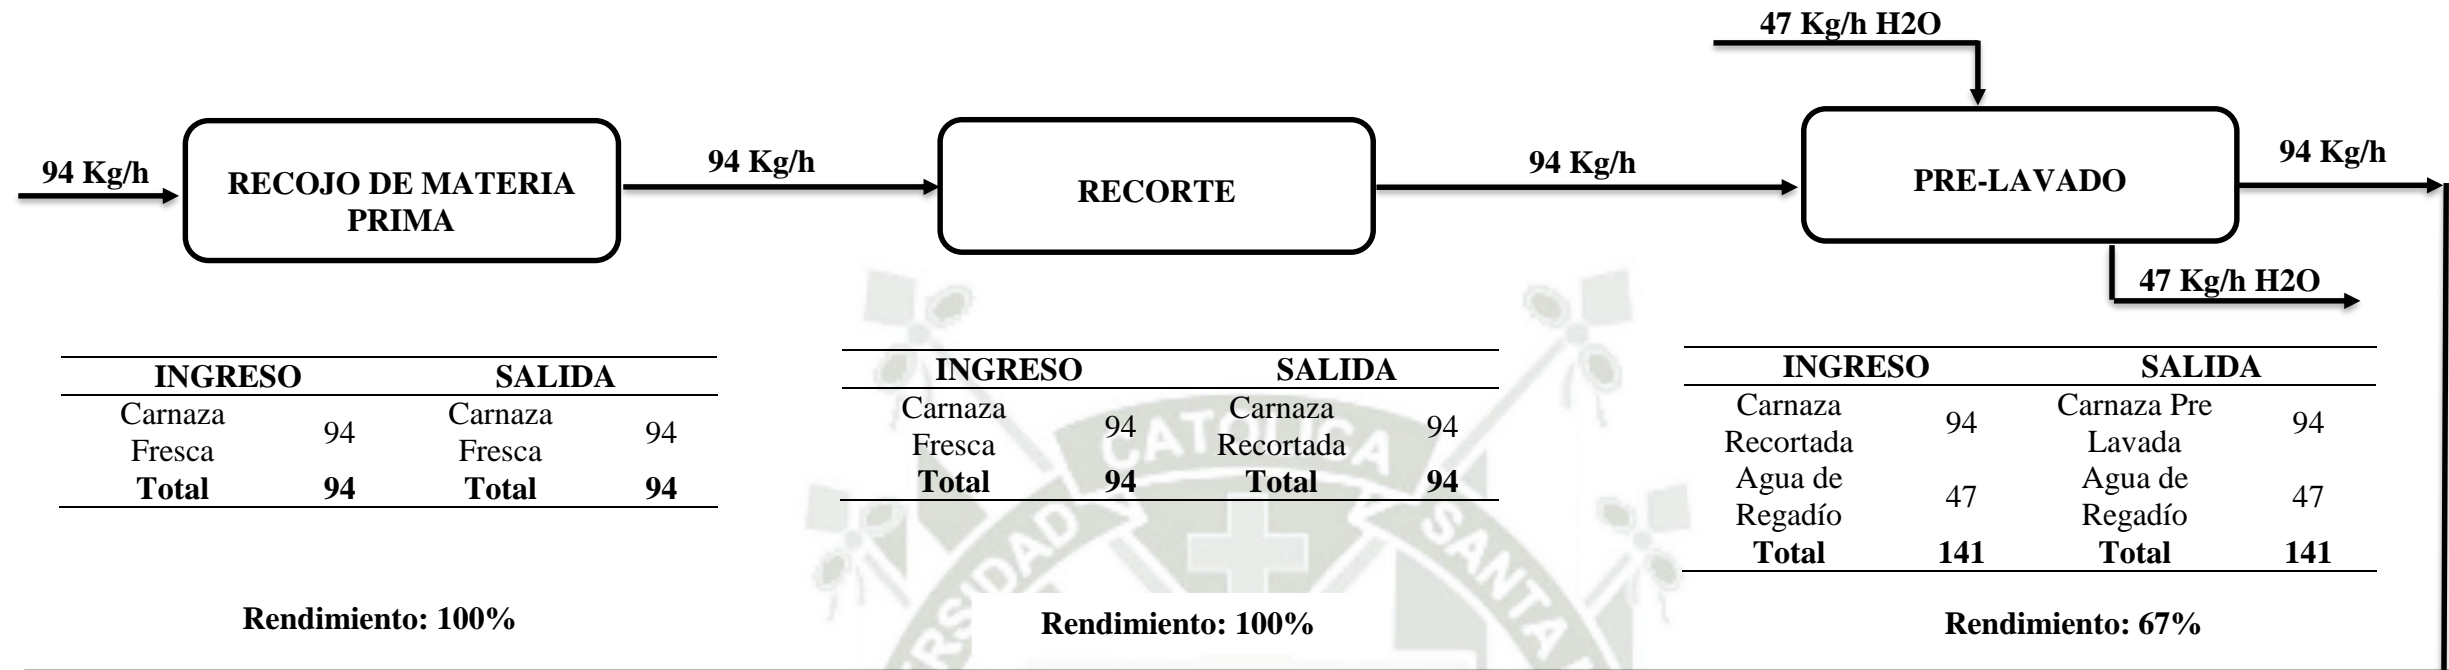 47 Kg/h H2O
94 Kg/h
RECOJO DE MATERIA
PRIMA
94 Kg/h
RECORTE
94 Kg/h
PRE-LAVADO
94 Kg/h
47 Kg/h H2O
INGRESO SALIDA
Carnaza
Fresca 94 Carnaza
Fresca 94
Total 94 Total 94
Rendimiento: 100%
INGRESO SALIDA
Carnaza
Fresca 94 Carnaza
Recortada 94
Total 94 Total 94
Rendimiento: 100%
INGRESO SALIDA
Carnaza
Recortada 94 Carnaza Pre
Lavada 94
Agua de
Regadío 47 Agua de
Regadío 47
Total 141 Total 141
Rendimiento: 67%
CATÓLICA
SANTA